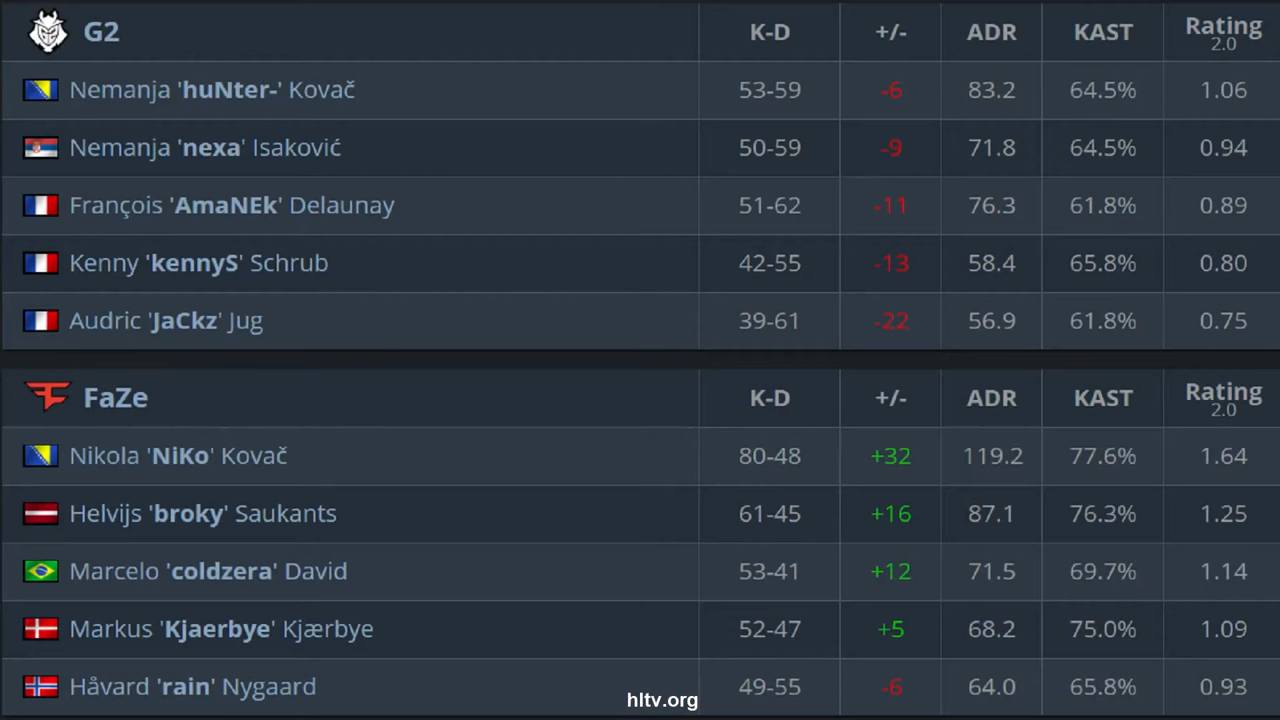 G2 K-D +/- ADR KAST Rating 2.0
Nemanja 'huNter-' Kovač 53-59 -6 83.2 64.5% 1.06
Nemanja 'nexa' Isaković 50-59 -9 71.8 64.5% 0.94
François 'AmaNEk' Delaunay 51-62 -11 76.3 61.8% 0.89
Kenny 'kennyS' Schrub 42-55 -13 58.4 65.8% 0.80
Audric 'JaCkz' Jug 39-61 -22 56.9 61.8% 0.75
FaZe K-D +/- ADR KAST Rating 2.0
Nikola 'NiKo' Kovač 80-48 +32 119.2 77.6% 1.64
Helvijs 'broky' Saukants 61-45 +16 87.1 76.3% 1.25
Marcelo 'coldzera' David 53-41 +12 71.5 69.7% 1.14
Markus 'Kjaerbye' Kjærbye 52-47 +5 68.2 75.0% 1.09
Håvard 'rain' Nygaard 49-55 -6 64.0 65.8% 0.93
hltv.org